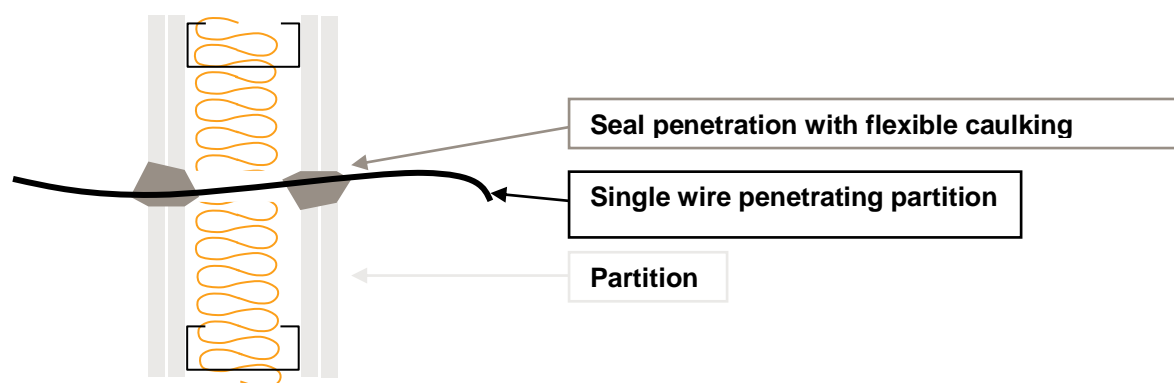 Seal penetration with flexible caulking
Single wire penetrating partition
Partition